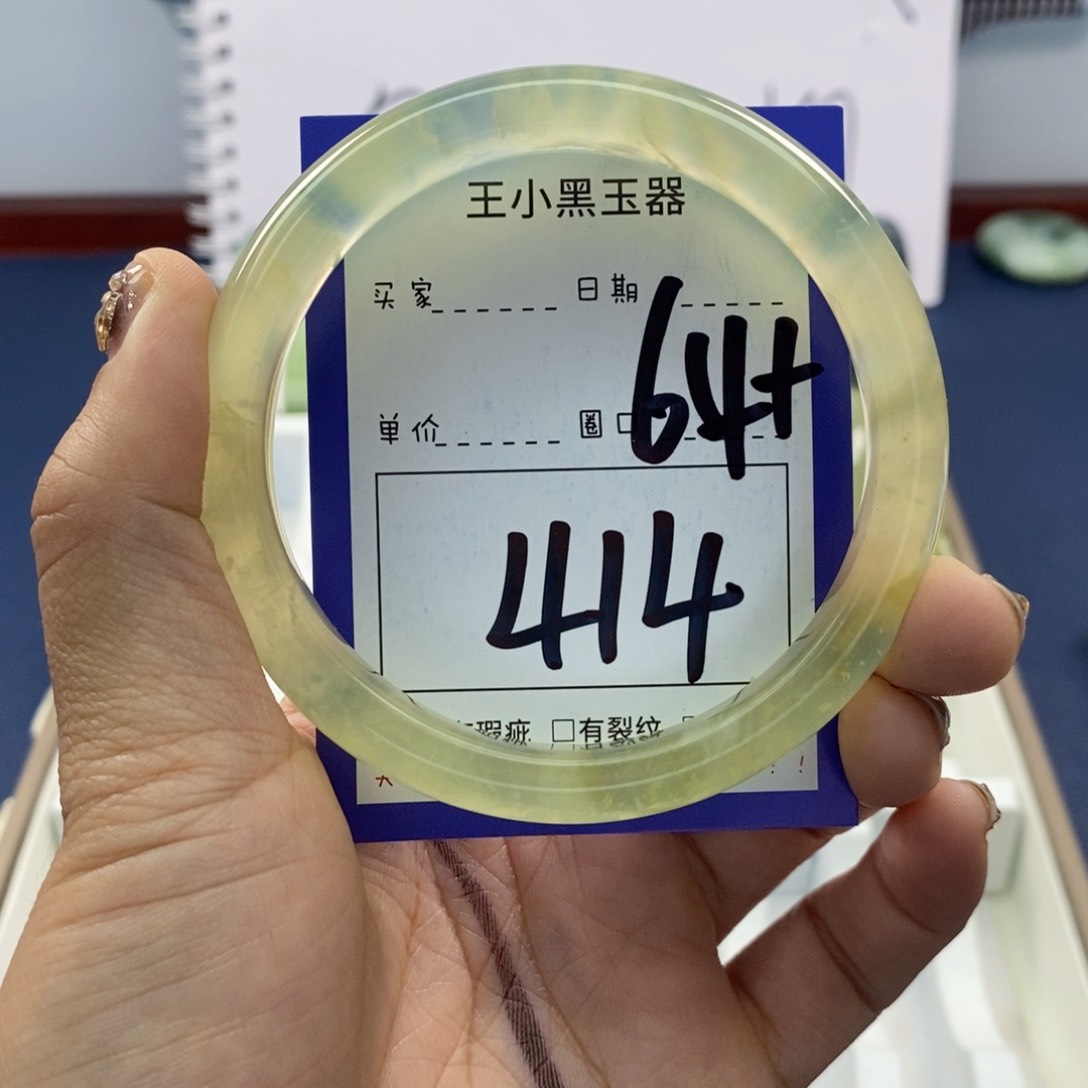 王小黑玉器
买家 日期
64+
单价 圈口
414
瑕疵 □有裂纹
！！